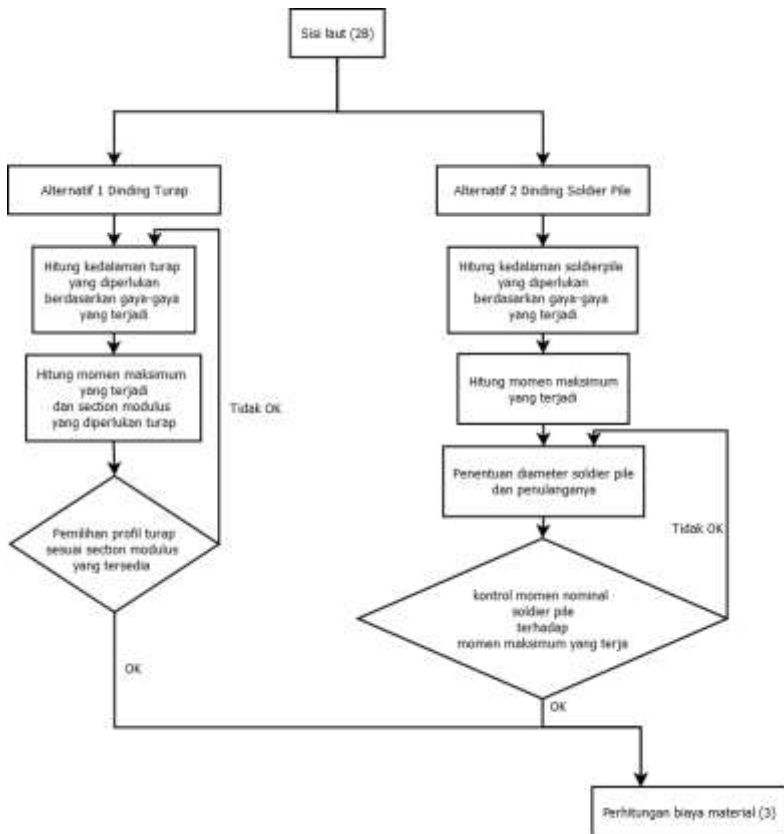 Sisi laut (2B)
Alternatif 1 Dinding Turap
Alternatif 2 Dinding Soldier Pile
Hitung kedalaman turap
yang diperlukan
berdasarkan gaya-gaya
yang terjadi
Hitung kedalaman soldierpile
yang diperlukan
berdasarkan gaya-gaya
yang terjadi
Hitung momen maksimum
yang terjadi
dan section modulus
yang diperlukan turap
Tidak OK
Hitung momen maksimum
yang terjadi
Penentuan diameter soldier pile
dan penulanganya
Tidak OK
Pemilihan profil turap
sesuai section modulus
yang tersedia
kontrol momen nominal
soldier pile
terhadap
momen maksimum yang terja
OK
OK
Perhitungan biaya material (3)